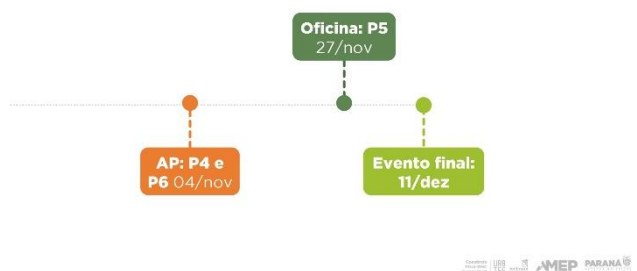 Oficina: P5
27/nov
AP: P4 e
P6 04/nov
Evento final:
11/dez
AMEP
PARANÁ